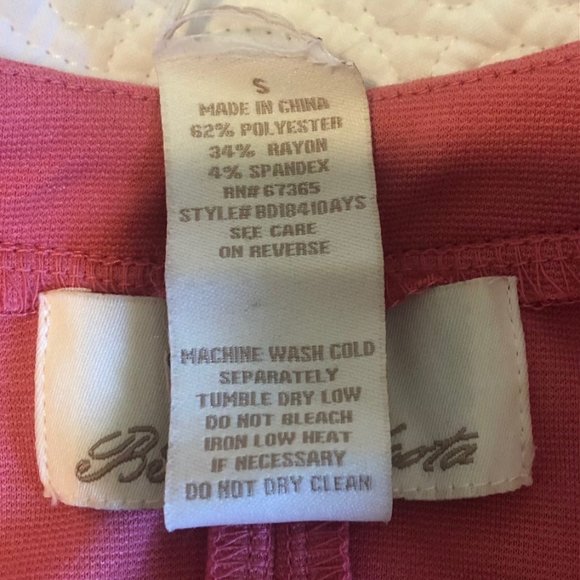 S
MADE IN CHINA
62% POLYESTER
34% RAYON
4% SPANDEX
RN# 67365
STYLE# BD18410AYS
SEE CARE
ON REVERSE
MACHINE WASH COLD
SEPARATELY
TUMBLE DRY LOW
DO NOT BLEACH
IRON LOW HEAT
IF NECESSARY
DO NOT DRY CLEAN